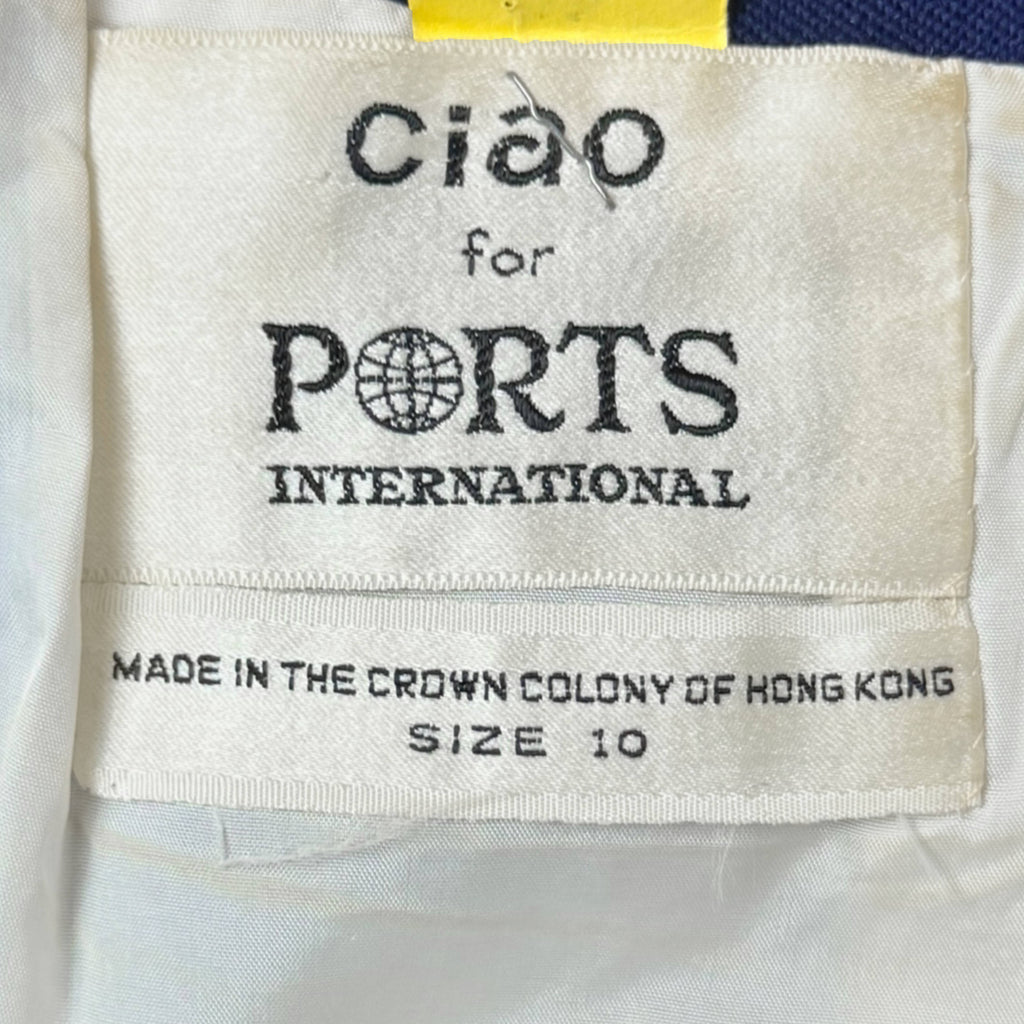 ciao
for
PORTS
INTERNATIONAL
MADE IN THE CROWN COLONY OF HONG KONG
SIZE 10